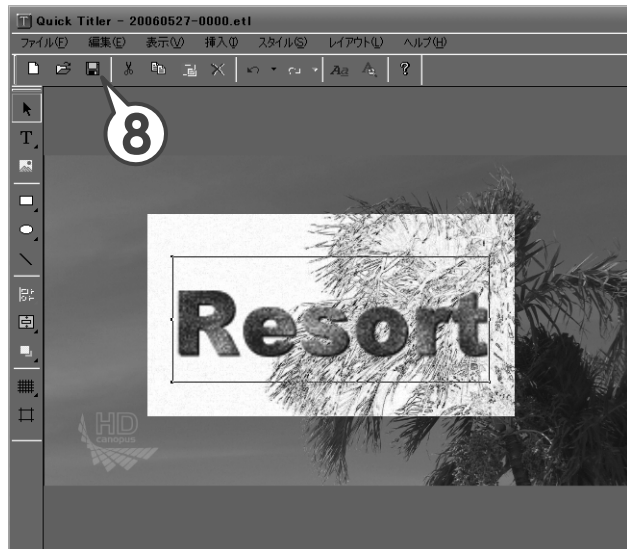 Quick Titler - 20060527-0000.etl
ファイル(F) 編集(E) 表示(V) 挿入(I) スタイル(S) レイアウト(L) ヘルプ(H)
8
Resort
HD
canopus